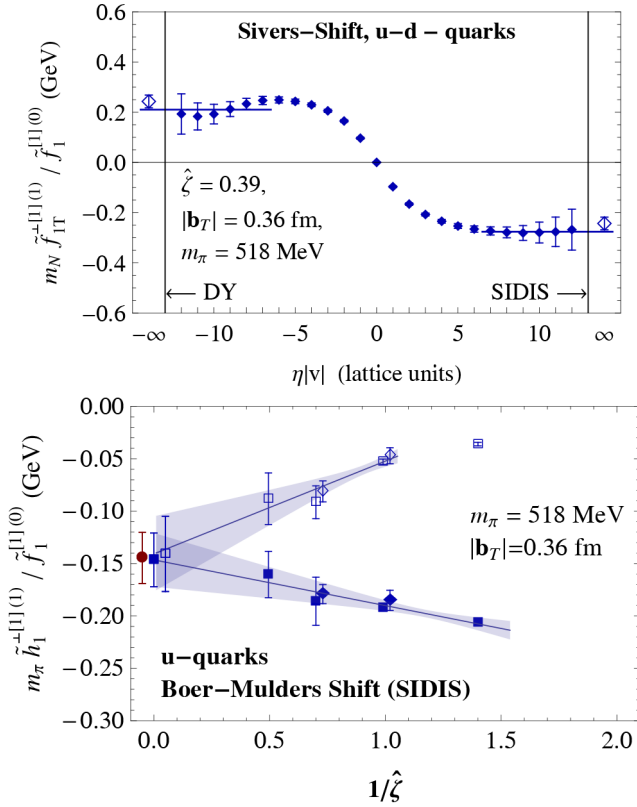 Sivers−Shift, u−d − quarks
m_N f̃_{1T}^{⊥[1](1)} / f̃_1^{[1](0)} (GeV)
0.6
0.4
0.2
0.0
−0.2
−0.4
−0.6
ζ̂ = 0.39,
|b_T| = 0.36 fm,
m_π = 518 MeV
DY
SIDIS
−∞ −10 −5 0 5 10 ∞
η|v| (lattice units)
m_π h̃_1^{⊥[1](1)} / f̃_1^{[1](0)} (GeV)
0.00
−0.05
−0.10
−0.15
−0.20
−0.25
−0.30
m_π = 518 MeV
|b_T|=0.36 fm
u−quarks
Boer−Mulders Shift (SIDIS)
0.0 0.5 1.0 1.5 2.0
1/ζ̂